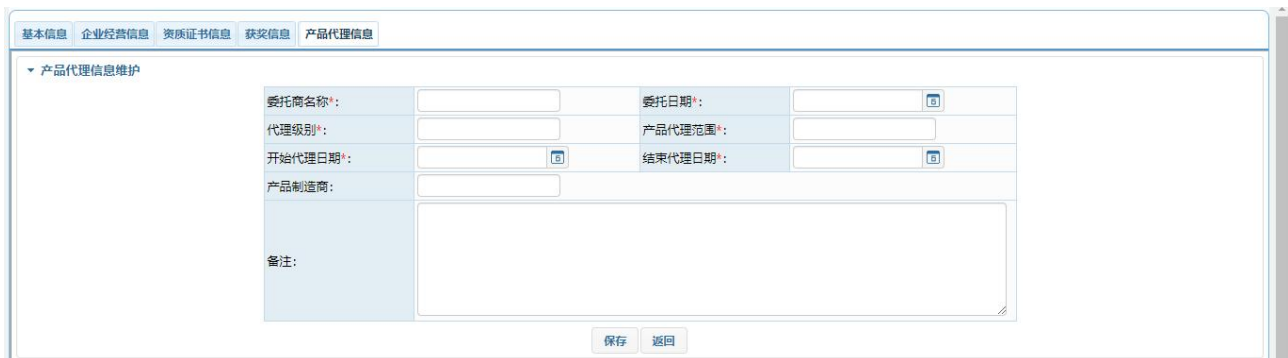 基本信息 企业经营信息 资质证书信息 获奖信息 产品代理信息
产品代理信息维护
委托商名称*: 委托日期*:
代理级别*: 产品代理范围*:
开始代理日期*: 结束代理日期*:
产品制造商:
备注:
保存 返回